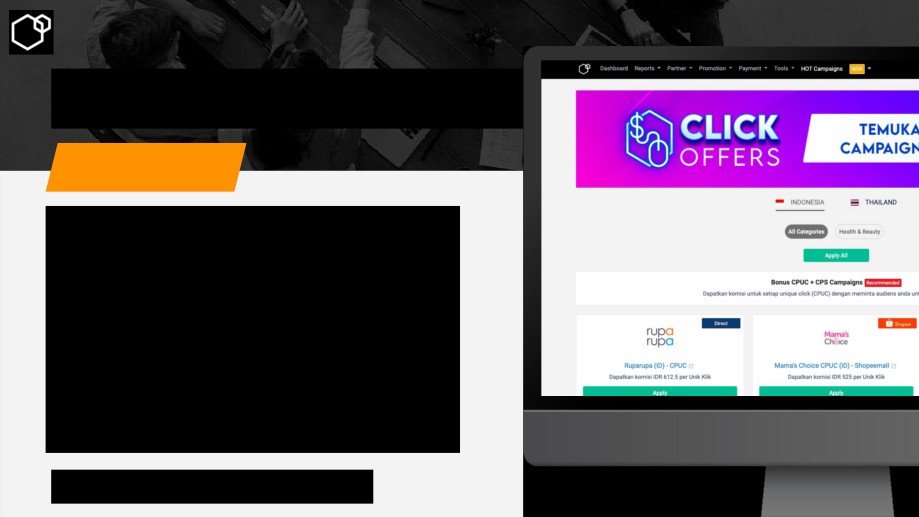 Dashboard Reports Partner Promotion Payment Tools HOT Campaigns NEW
CLICK
OFFERS
TEMUKA
CAMPAIGN
INDONESIA THAILAND
All Categories Health & Beauty
Apply All
Bonus CPUC + CPS Campaigns Recommended
Dapatkan komisi untuk setiap unique click (CPUC) dengan meminta audiens anda unt
Direct
rupa
rupa
Ruparupa (ID) - CPUC
Dapatkan komisi IDR 612.5 per Unik Klik
Apply
Shopee
Mama's
Choice
Mama's Choice CPUC (ID) - Shopeemall
Dapatkan komisi IDR 525 per Unik Klik
Apply